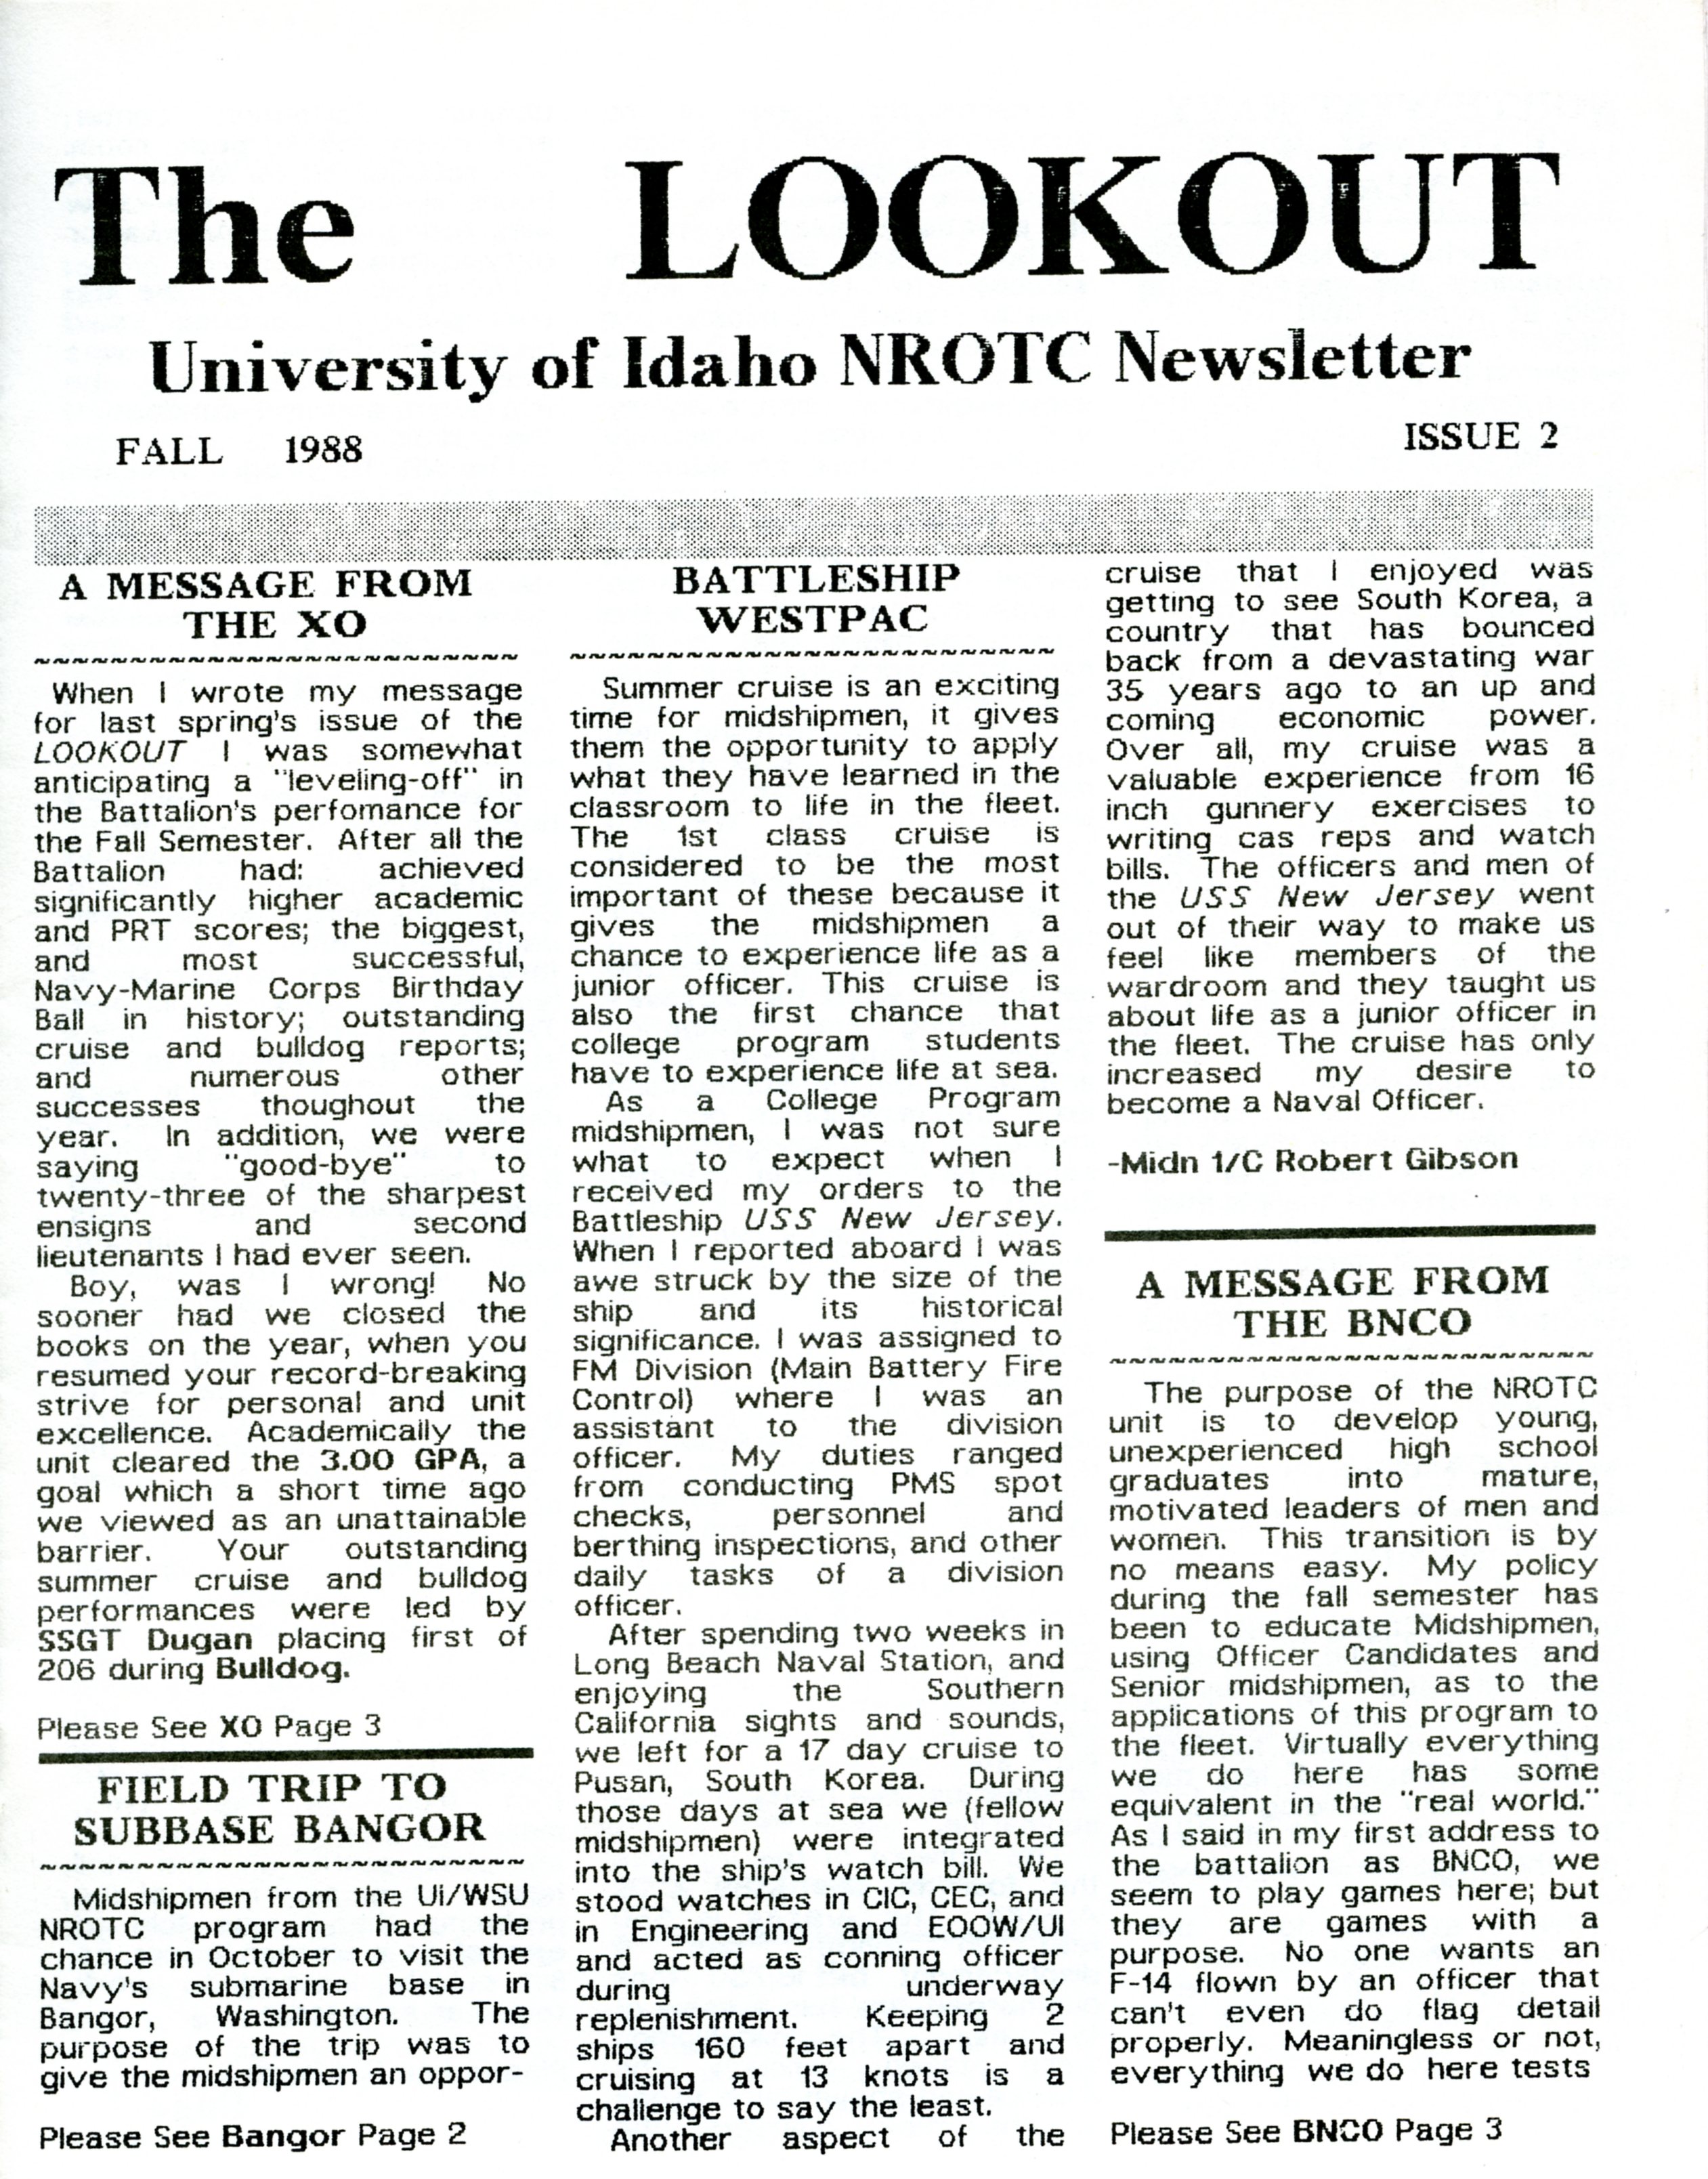 The LOOKOUT
University of Idaho NROTC Newsletter
FALL 1988
ISSUE 2
A MESSAGE FROM
THE XO
When I wrote my message
for last spring's issue of the
LOOKOUT I was somewhat
anticipating a "leveling-off" in
the Battalion's perfomance for
the Fall Semester. After all the
Battalion had: achieved
significantly higher academic
and PRT scores; the biggest,
and most successful,
Navy-Marine Corps Birthday
Ball in history; outstanding
cruise and bulldog reports;
and numerous other
successes thoughout the
year. In addition, we were
saying "good-bye" to
twenty-three of the sharpest
ensigns and second
lieutenants I had ever seen.
Boy, was I wrong! No
sooner had we closed the
books on the year, when you
resumed your record-breaking
strive for personal and unit
excellence. Academically the
unit cleared the 3.00 GPA, a
goal which a short time ago
we viewed as an unattainable
barrier. Your outstanding
summer cruise and bulldog
performances were led by
SSGT Dugan placing first of
206 during Bulldog.
Please See XO Page 3
FIELD TRIP TO
SUBBASE BANGOR
Midshipmen from the UI/WSU
NROTC program had the
chance in October to visit the
Navy's submarine base in
Bangor, Washington. The
purpose of the trip was to
give the midshipmen an oppor-
Please See Bangor Page 2
BATTLESHIP
WESTPAC
Summer cruise is an exciting
time for midshipmen, it gives
them the opportunity to apply
what they have learned in the
classroom to life in the fleet.
The 1st class cruise is
considered to be the most
important of these because it
gives the midshipmen a
chance to experience life as a
junior officer. This cruise is
also the first chance that
college program students
have to experience life at sea.
As a College Program
midshipmen, I was not sure
what to expect when I
received my orders to the
Battleship USS New Jersey.
When I reported aboard I was
awe struck by the size of the
ship and its historical
significance. I was assigned to
FM Division (Main Battery Fire
Control) where I was an
assistant to the division
officer. My duties ranged
from conducting PMS spot
checks, personnel and
berthing inspections, and other
daily tasks of a division
officer.
After spending two weeks in
Long Beach Naval Station, and
enjoying the Southern
California sights and sounds,
we left for a 17 day cruise to
Pusan, South Korea. During
those days at sea we (fellow
midshipmen) were integrated
into the ship's watch bill. We
stood watches in CIC, CEC, and
in Engineering and EOOW/UI
and acted as conning officer
during underway
replenishment. Keeping 2
ships 160 feet apart and
cruising at 13 knots is a
challenge to say the least.
Another aspect of the
cruise that I enjoyed was
getting to see South Korea, a
country that has bounced
back from a devastating war
35 years ago to an up and
coming economic power.
Over all, my cruise was a
valuable experience from 16
inch gunnery exercises to
writing cas reps and watch
bills. The officers and men of
the USS New Jersey went
out of their way to make us
feel like members of the
wardroom and they taught us
about life as a junior officer in
the fleet. The cruise has only
increased my desire to
become a Naval Officer.
-Midn 1/C Robert Gibson
A MESSAGE FROM
THE BNCO
The purpose of the NROTC
unit is to develop young,
unexperienced high school
graduates into mature,
motivated leaders of men and
women. This transition is by
no means easy. My policy
during the fall semester has
been to educate Midshipmen,
using Officer Candidates and
Senior midshipmen, as to the
applications of this program to
the fleet. Virtually everything
we do here has some
equivalent in the "real world."
As I said in my first address to
the battalion as BNCO, we
seem to play games here; but
they are games with a
purpose. No one wants an
F-14 flown by an officer that
can't even do flag detail
properly. Meaningless or not,
everything we do here tests
Please See BNCO Page 3